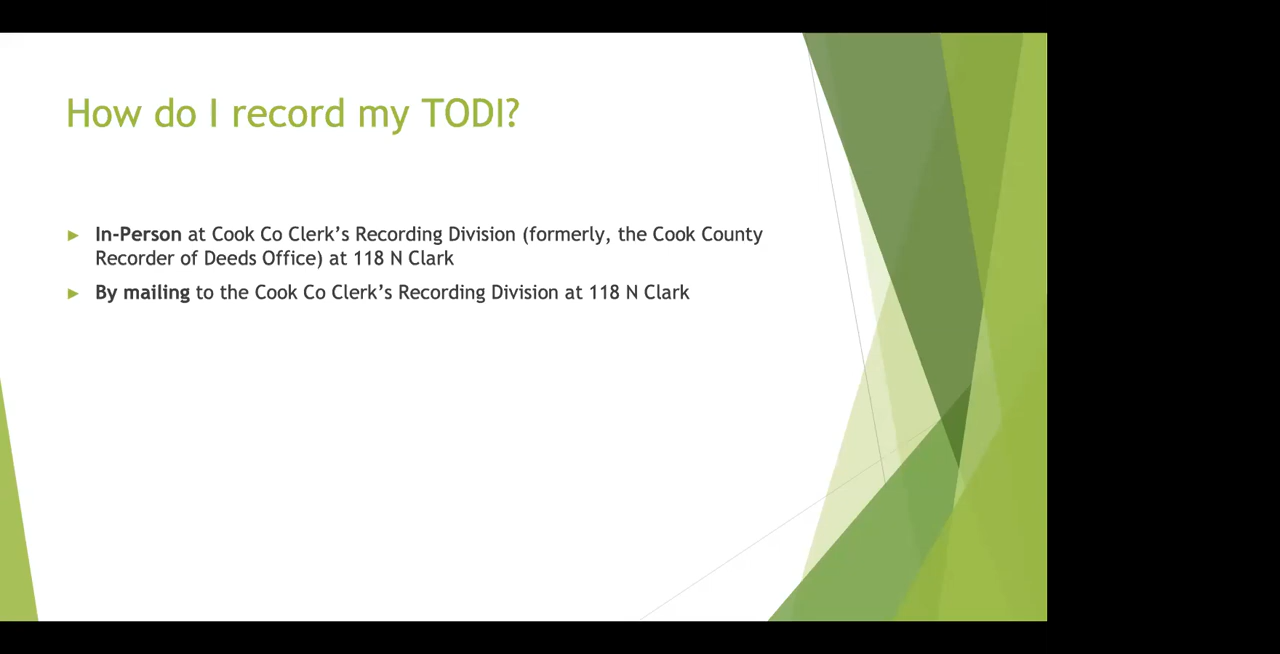 How do I record my TODI?
In-Person at Cook Co Clerk's Recording Division (formerly, the Cook County
Recorder of Deeds Office) at 118 N Clark
By mailing to the Cook Co Clerk's Recording Division at 118 N Clark